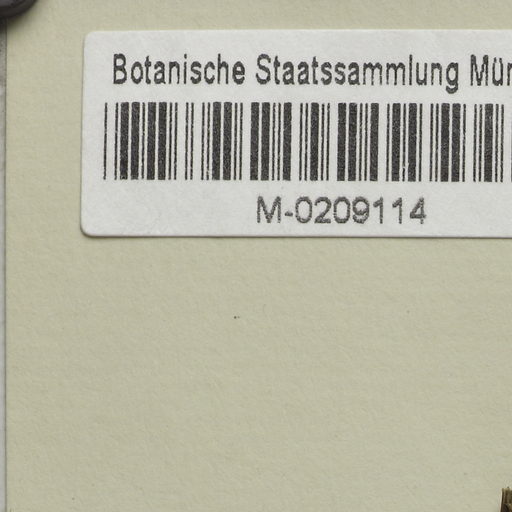 Botanische Staatssammlung Mün
M-0209114